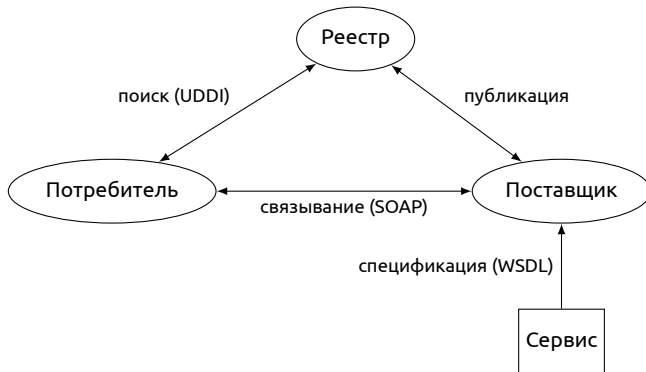 Реестр
поиск (UDDI)
публикация
Потребитель
Поставщик
связывание (SOAP)
спецификация (WSDL)
Сервис